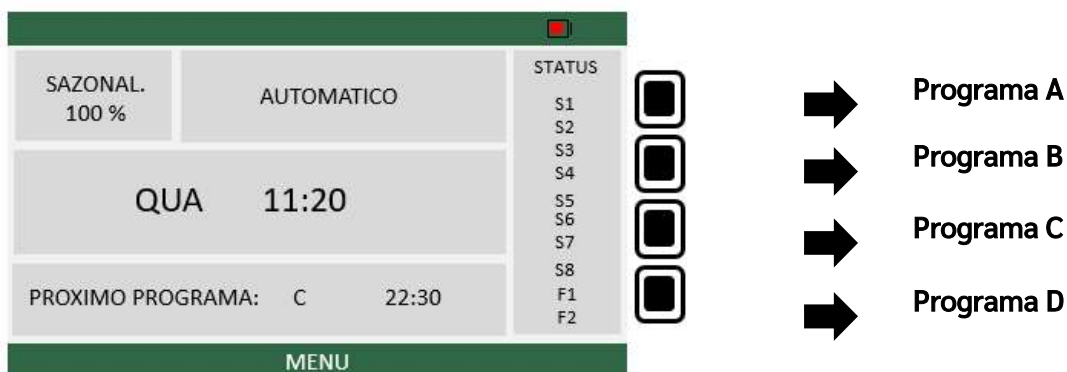 SAZONAL.
100 %
AUTOMATICO
QUA 11:20
PROXIMO PROGRAMA: C 22:30
MENU
STATUS
S1
S2
S3
S4
S5
S6
S7
S8
F1
F2
Programa A
Programa B
Programa C
Programa D